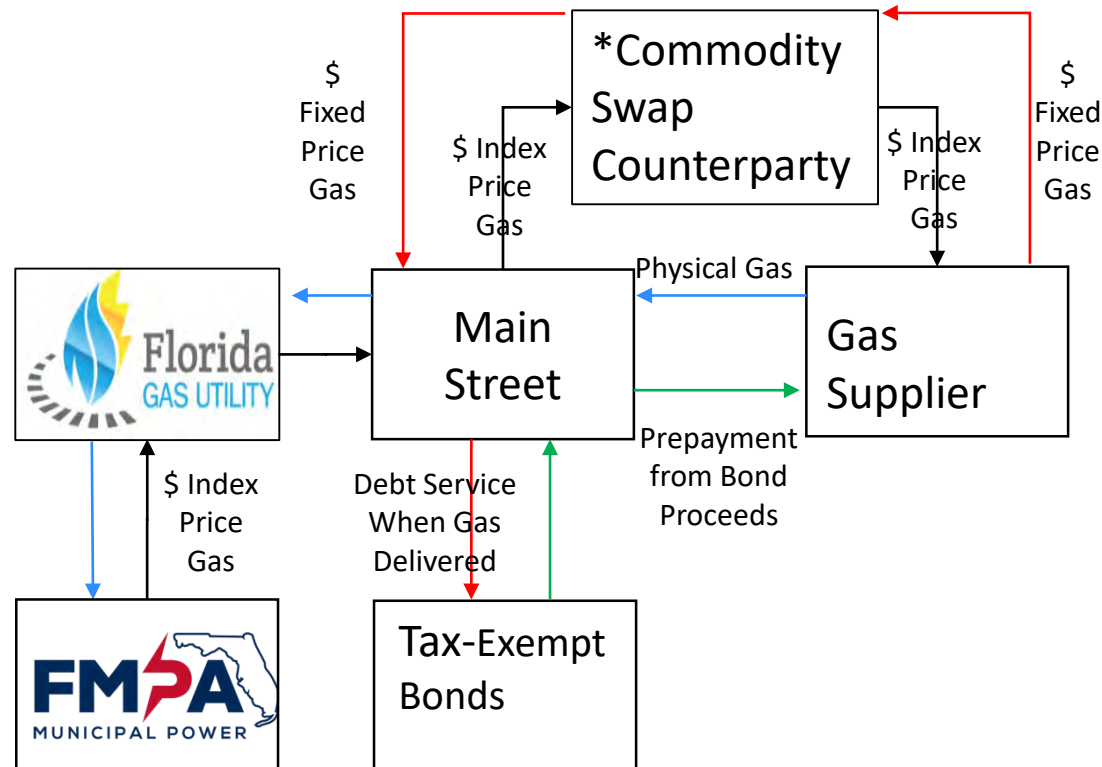 *Commodity
Swap
Counterparty
$
Fixed
Price
Gas
$ Index
Price
Gas
$ Index
Price
Gas
$
Fixed
Price
Gas
Florida
GAS UTILITY
Main
Street
Physical Gas
Gas
Supplier
Prepayment
from Bond
Proceeds
$ Index
Price
Gas
Debt Service
When Gas
Delivered
FMPA
MUNICIPAL POWER
Tax-Exempt
Bonds